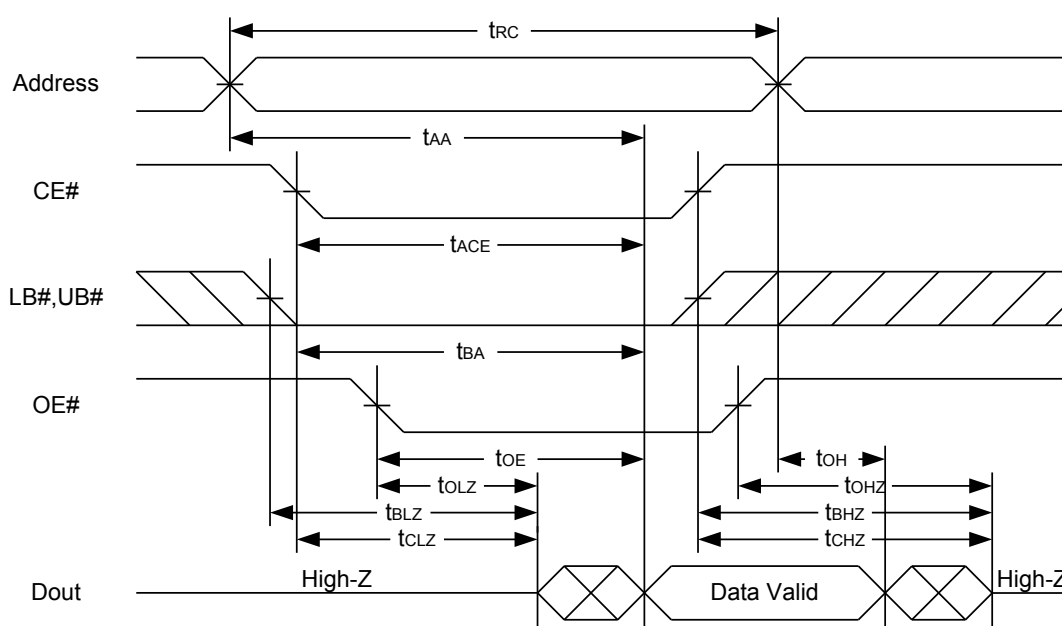 tRC
Address
tAA
CE#
tACE
LB#,UB#
tBA
OE#
tOE
tOH
tOLZ
tOHZ
tBLZ
tBHZ
tCLZ
tCHZ
High-Z
High-Z
Dout
Data Valid